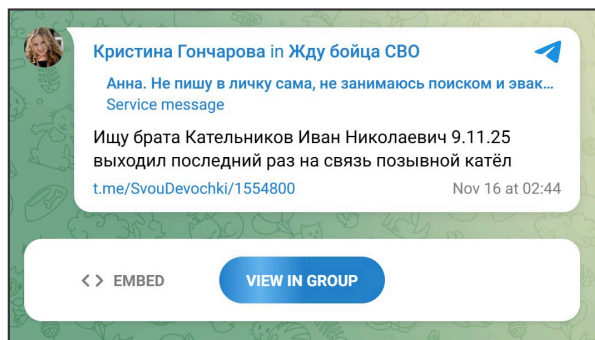 Кристина Гончарова in Жду бойца СВО
Анна. Не пишу в личку сама, не занимаюсь поиском и эвак...
Service message
Ищу брата Кательников Иван Николаевич 9.11.25
выходил последний раз на связь позывной катёл
t.me/SvouDevochki/1554800 Nov 16 at 02:44
EMBED VIEW IN GROUP